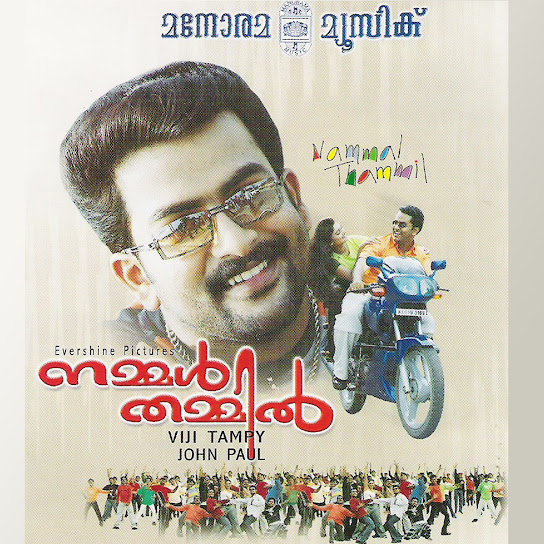 മനോരമ മ്യൂസിക്
Nammal
Thammil
Evershine Pictures
നമ്മൾ
തമ്മിൽ
VIJI TAMPY
JOHN PAUL